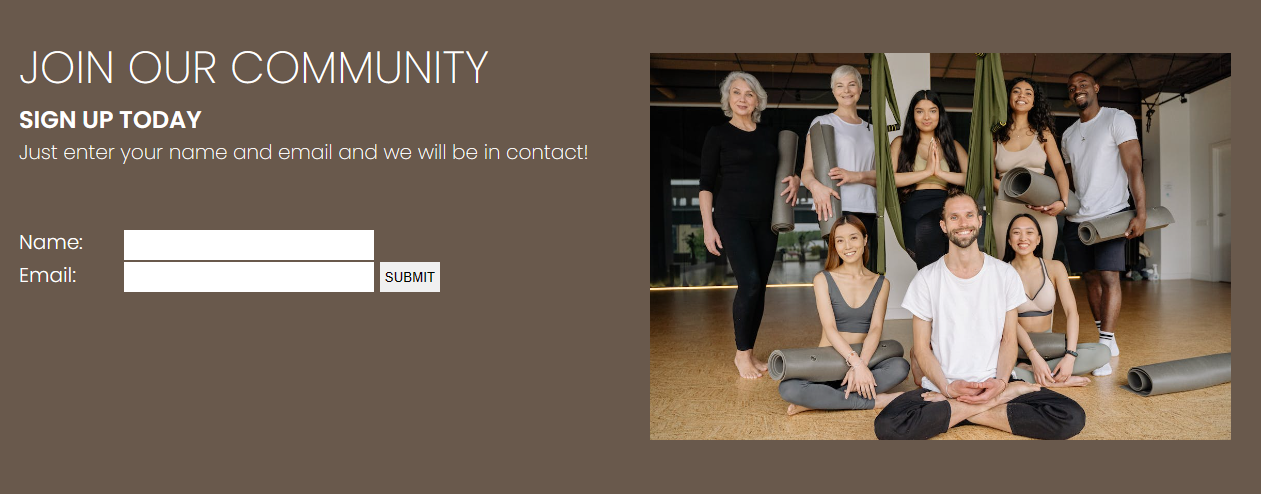 JOIN OUR COMMUNITY
SIGN UP TODAY
Just enter your name and email and we will be in contact!
Name:
Email:
SUBMIT